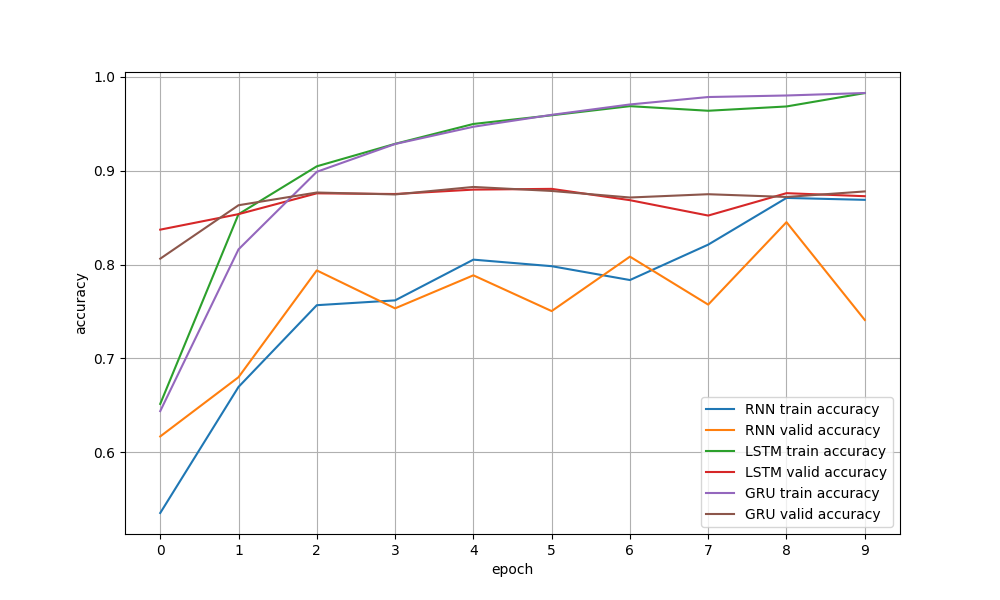 1.0
0.9
0.8
0.7
0.6
accuracy
0 1 2 3 4 5 6 7 8 9
epoch
RNN train accuracy
RNN valid accuracy
LSTM train accuracy
LSTM valid accuracy
GRU train accuracy
GRU valid accuracy